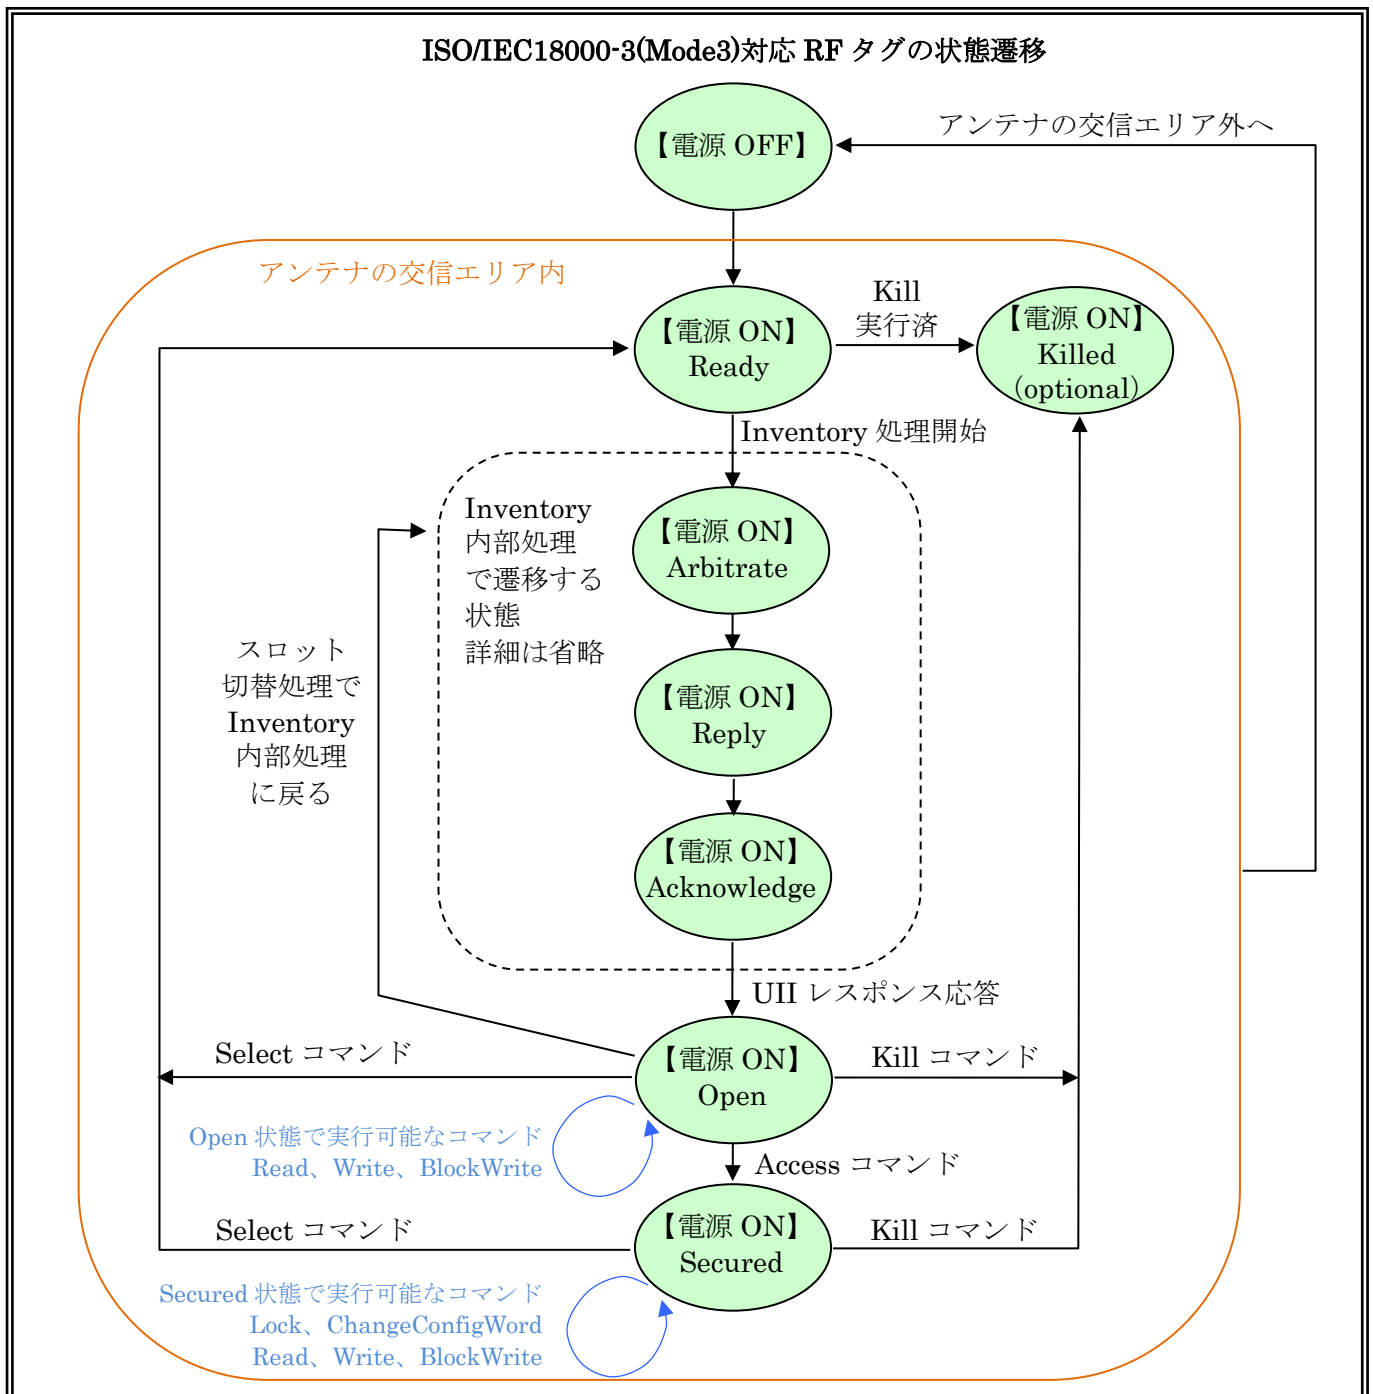 ISO/IEC18000-3(Mode3)対応 RF タグの状態遷移
【電源 OFF】
アンテナの交信エリア外へ
アンテナの交信エリア内
【電源 ON】
Ready
Kill
実行済
【電源 ON】
Killed
(optional)
Inventory 処理開始
Inventory
内部処理
で遷移する
状態
詳細は省略
【電源 ON】
Arbitrate
スロット
切替処理で
Inventory
内部処理
に戻る
【電源 ON】
Reply
【電源 ON】
Acknowledge
UII レスポンス応答
Select コマンド
【電源 ON】
Open
Kill コマンド
Open 状態で実行可能なコマンド
Read、Write、BlockWrite
Access コマンド
Select コマンド
【電源 ON】
Secured
Kill コマンド
Secured 状態で実行可能なコマンド
Lock、ChangeConfigWord
Read、Write、BlockWrite